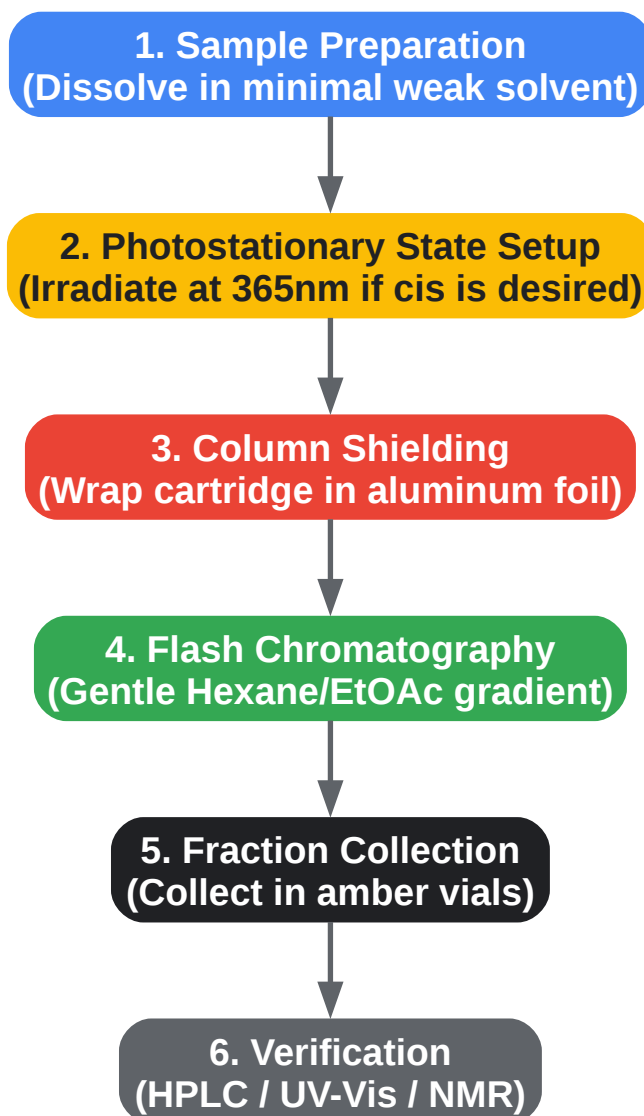 1. Sample Preparation
(Dissolve in minimal weak solvent)
2. Photostationary State Setup
(Irradiate at 365nm if cis is desired)
3. Column Shielding
(Wrap cartridge in aluminum foil)
4. Flash Chromatography
(Gentle Hexane/EtOAc gradient)
5. Fraction Collection
(Collect in amber vials)
6. Verification
(HPLC / UV-Vis / NMR)